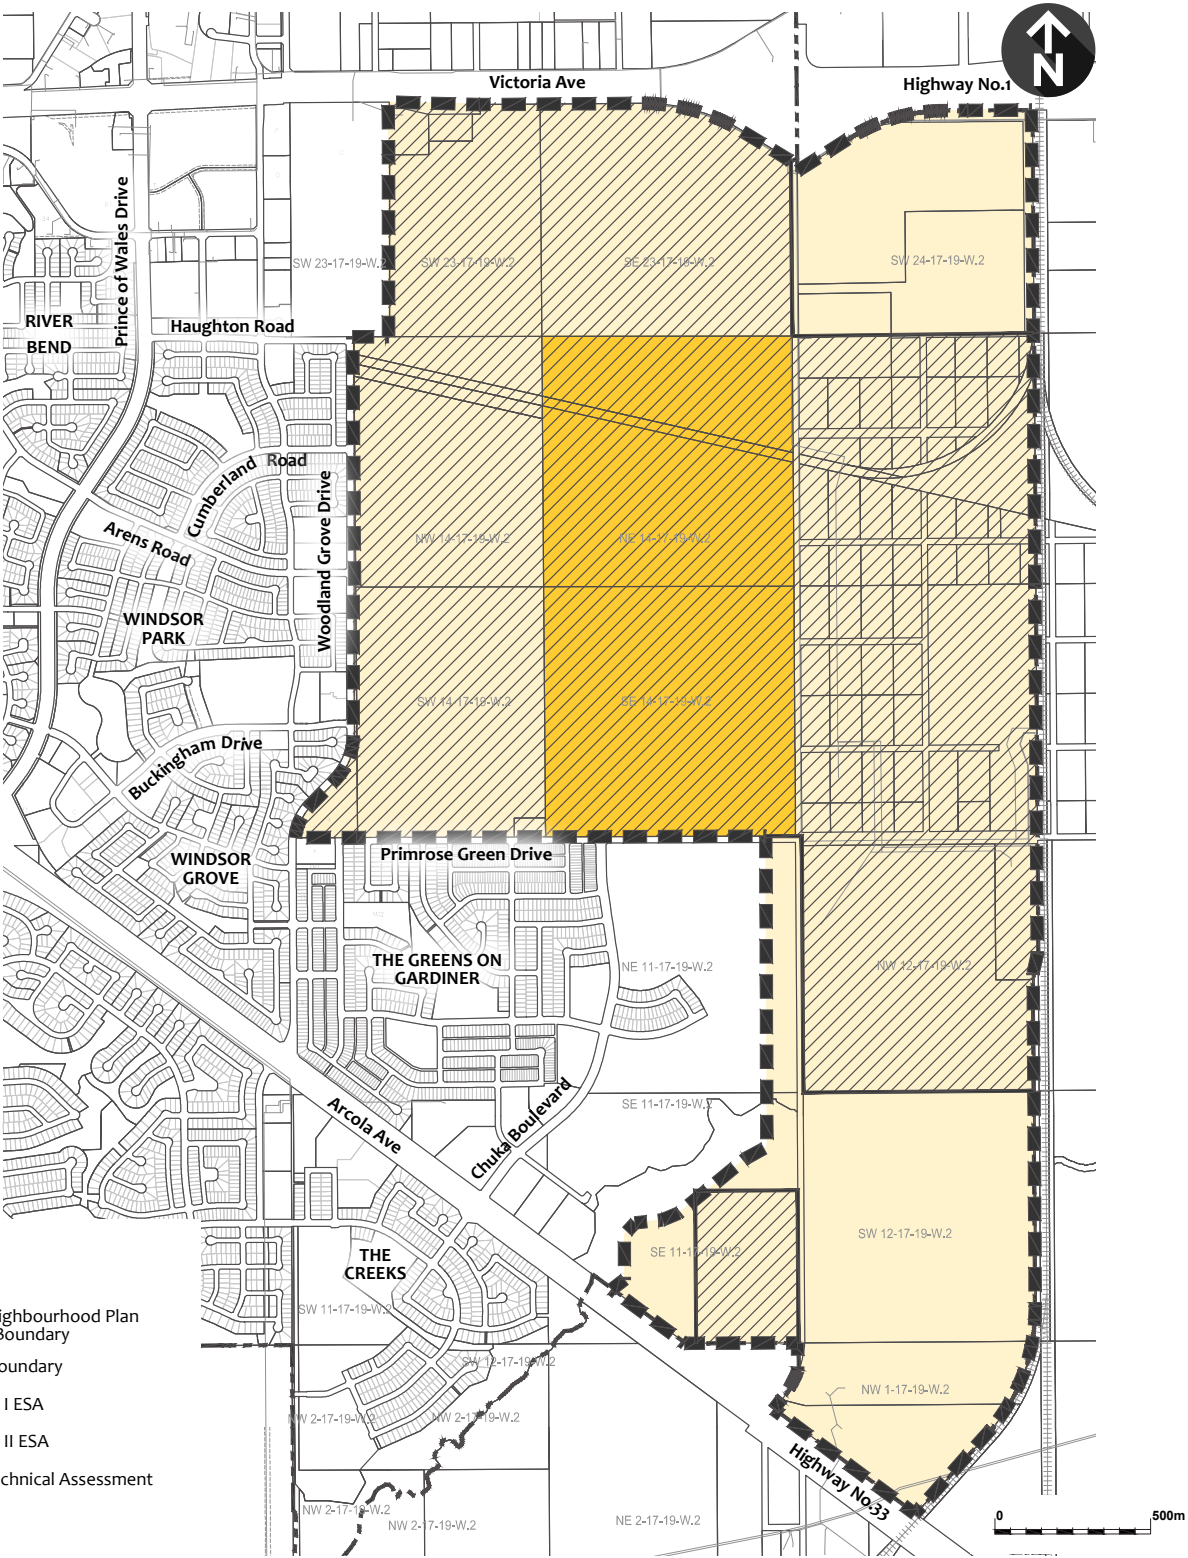 Victoria Ave
Highway No.1
N
Prince of Wales Drive
SW 23-17-19-W.2
SW 23-17-19-W.2
SE 23-17-19-W.2
SW 24-17-19-W.2
RIVER
BEND
Haughton Road
Cumberland Road
Woodland Grove Drive
Arens Road
NW 14-17-19-W.2
NE 14-17-19-W.2
WINDSOR
PARK
SW 14-17-19-W.2
SE 14-17-19-W.2
Buckingham Drive
WINDSOR
GROVE
Primrose Green Drive
THE GREENS ON
GARDINER
NE 11-17-19-W.2
NW 12-17-19-W.2
SE 11-17-19-W.2
Arcola Ave
Chuka Boulevard
THE
CREEKS
SE 11-17-19-W.2
SW 12-17-19-W.2
SW 11-17-19-W.2
SW 12-17-19-W.2
NW 1-17-19-W.2
NW 2-17-19-W.2
NW 2-17-19-W.2
Highway No.33
NW 2-17-19-W.2
NW 2-17-19-W.2
NE 2-17-19-W.2
ighbourhood Plan
Boundary
oundary
I ESA
II ESA
chnical Assessment
0 500m